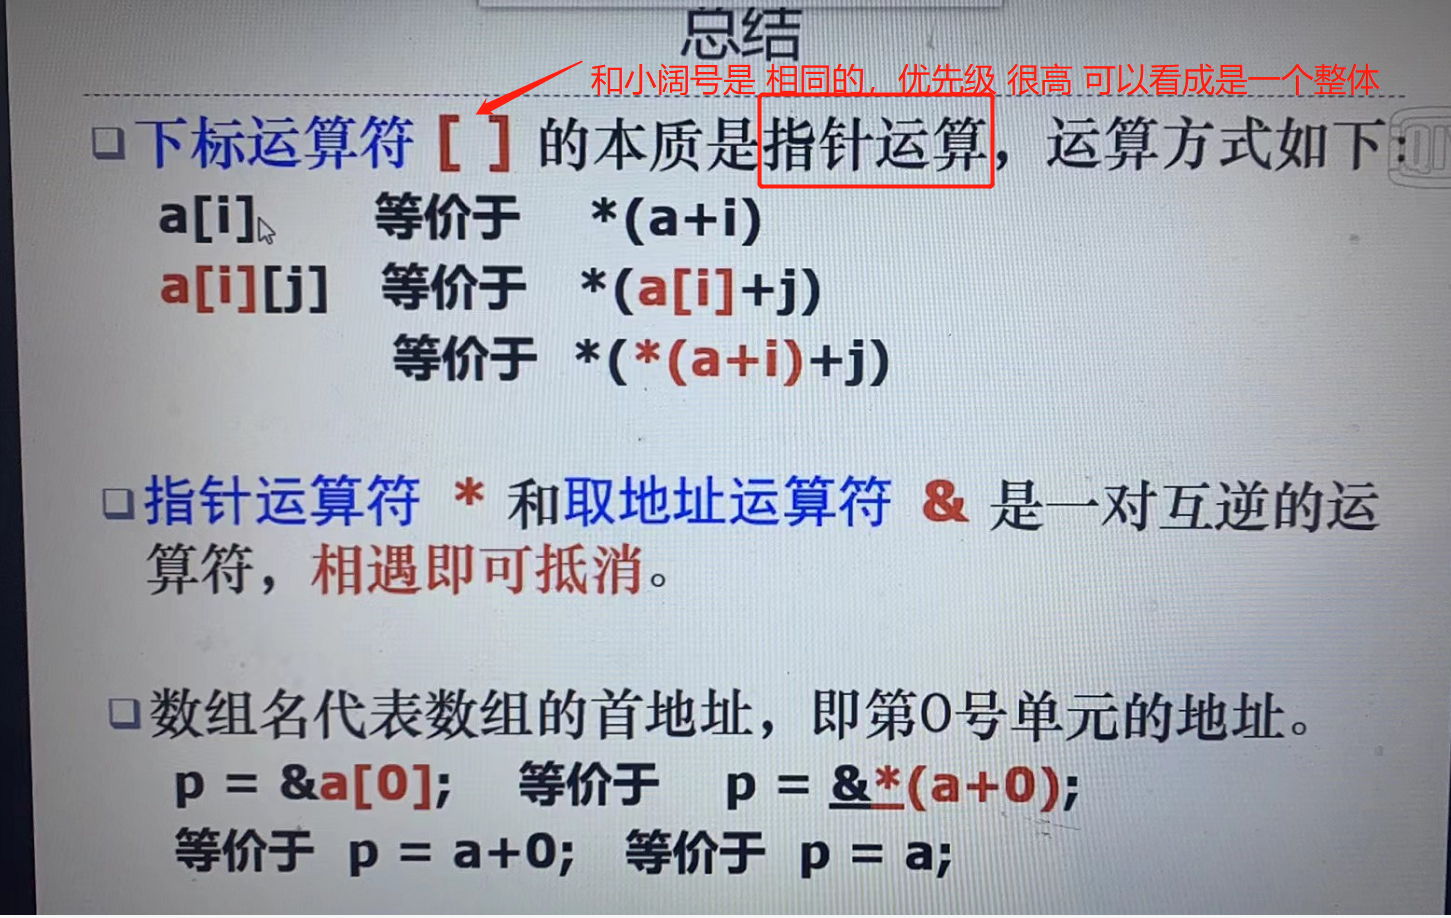 总结
和小阔号是 相同的，优先级 很高 可以看成是一个整体
下标运算符 [ ] 的本质是指针运算，运算方式如下：
a[i] 等价于 *(a+i)
a[i][j] 等价于 *(a[i]+j)
等价于 *(*(a+i)+j)
指针运算符 * 和取地址运算符 & 是一对互逆的运
算符，相遇即可抵消。
数组名代表数组的首地址，即第0号单元的地址。
p = &a[0]; 等价于 p = &*(a+0);
等价于 p = a+0; 等价于 p = a;